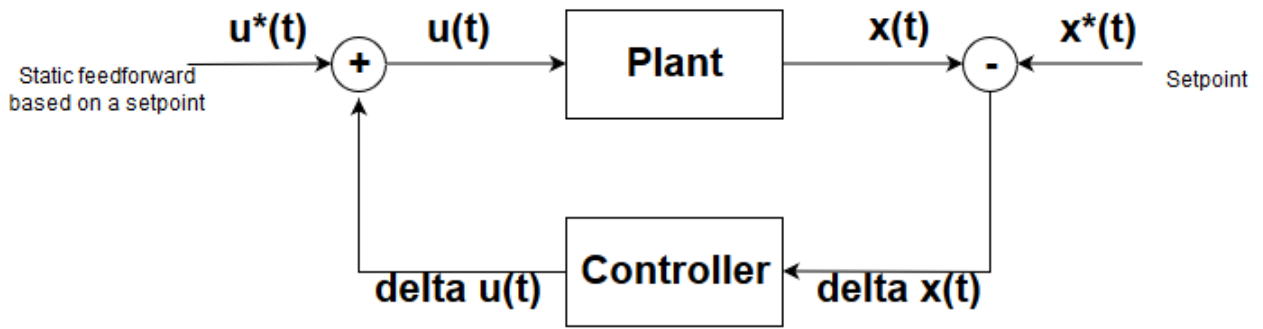 u*(t)
u(t)
x(t)
x*(t)
+
Plant
-
Static feedforward
based on a setpoint
Setpoint
Controller
delta u(t)
delta x(t)